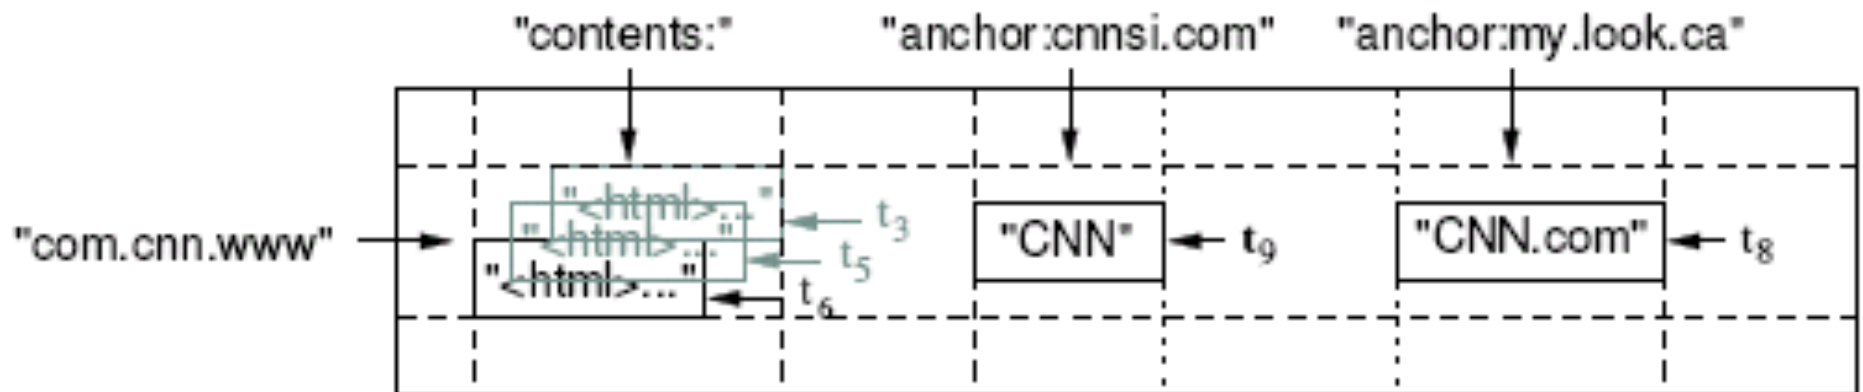 "contents:" "anchor:cnnsi.com" "anchor:my.look.ca"
"<html>..." t3
"com.cnn.www" "<html>..." t5 "CNN" t9 "CNN.com" t8
"<html>..." t6